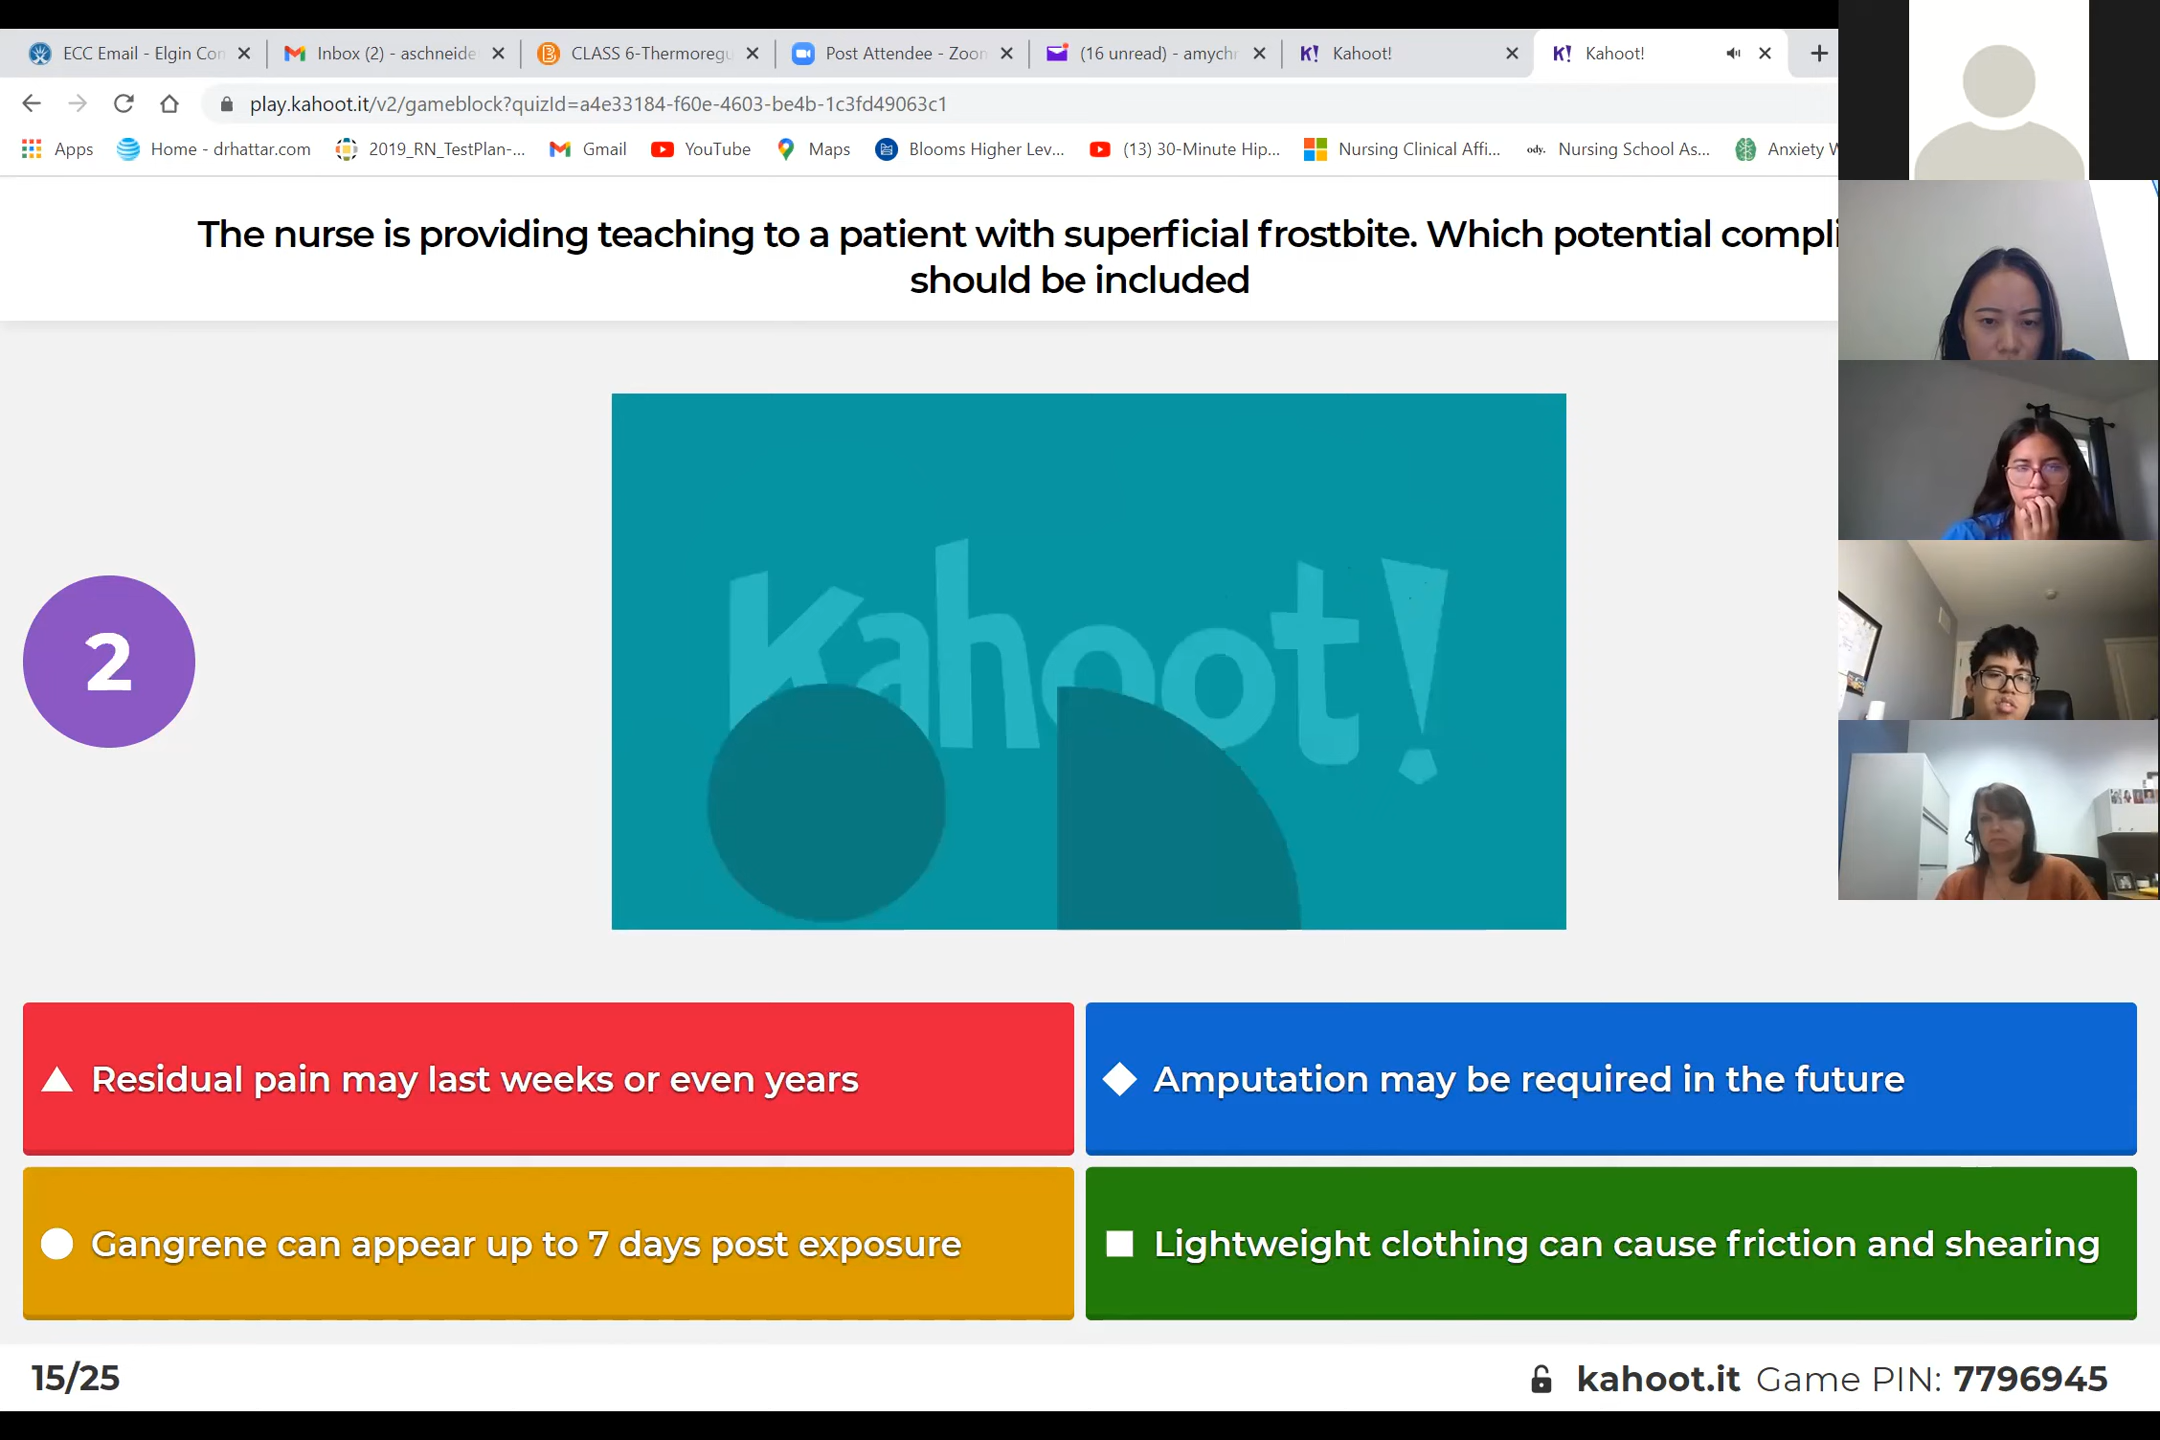 ECC Email - Elgin Con
Inbox (2) - aschneide
CLASS 6-Thermoregu
Post Attendee - Zoom
(16 unread) - amychr
K! Kahoot!
K! Kahoot!
play.kahoot.it/v2/gameblock?quizId=a4e33184-f60e-4603-be4b-1c3fd49063c1
Apps
Home - drhattar.com
2019_RN_TestPlan-...
Gmail
YouTube
Maps
Blooms Higher Lev...
(13) 30-Minute Hip...
Nursing Clinical Affi...
ody. Nursing School As...
Anxiety W
The nurse is providing teaching to a patient with superficial frostbite. Which potential compli
should be included
2
Kahoot!
Residual pain may last weeks or even years
Amputation may be required in the future
Gangrene can appear up to 7 days post exposure
Lightweight clothing can cause friction and shearing
15/25
kahoot.it Game PIN: 7796945